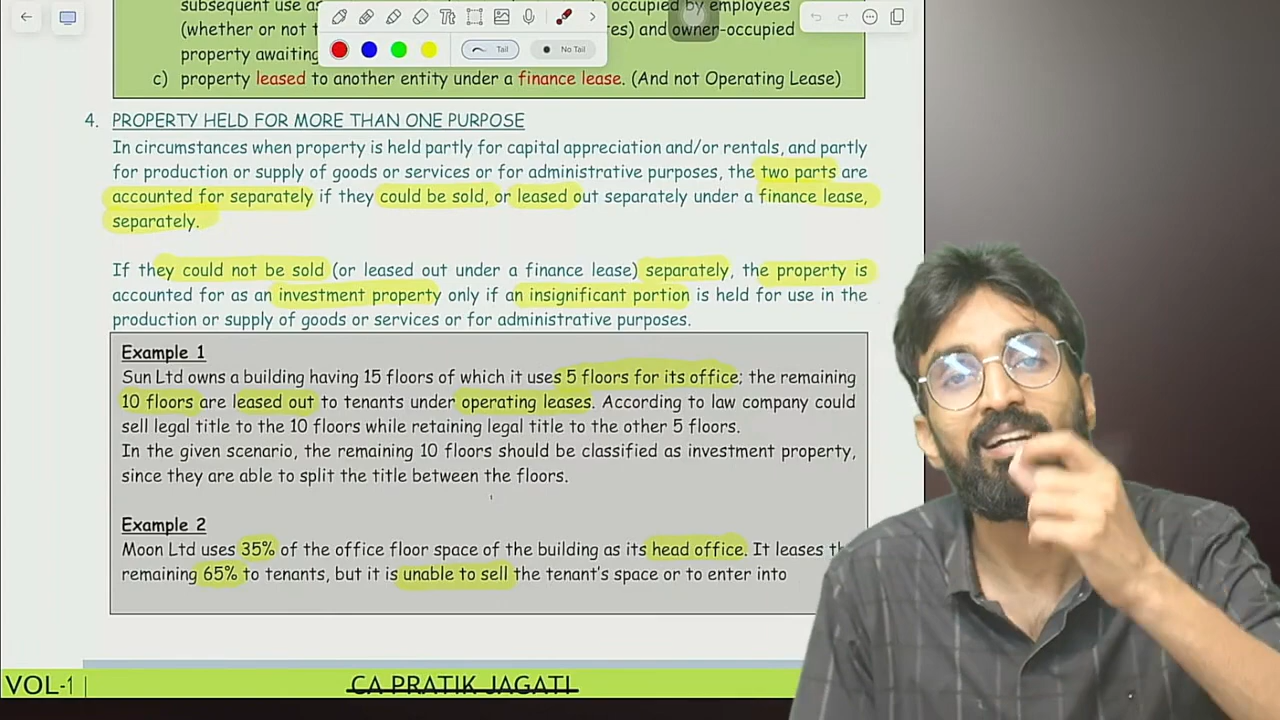 subsequent use as occupied by employees
(whether or not t es) and owner-occupied
property awaiting
Tail
No Tail
c) property leased to another entity under a finance lease. (And not Operating Lease)
4. PROPERTY HELD FOR MORE THAN ONE PURPOSE
In circumstances when property is held partly for capital appreciation and/or rentals, and partly
for production or supply of goods or services or for administrative purposes, the two parts are
accounted for separately if they could be sold, or leased out separately under a finance lease,
separately.
If they could not be sold (or leased out under a finance lease) separately, the property is
accounted for as an investment property only if an insignificant portion is held for use in the
production or supply of goods or services or for administrative purposes.
Example 1
Sun Ltd owns a building having 15 floors of which it uses 5 floors for its office; the remaining
10 floors are leased out to tenants under operating leases. According to law company could
sell legal title to the 10 floors while retaining legal title to the other 5 floors.
In the given scenario, the remaining 10 floors should be classified as investment property,
since they are able to split the title between the floors.
Example 2
Moon Ltd uses 35% of the office floor space of the building as its head office. It leases th
remaining 65% to tenants, but it is unable to sell the tenant's space or to enter into
VOL-1 |
CA PRATIK JAGATI